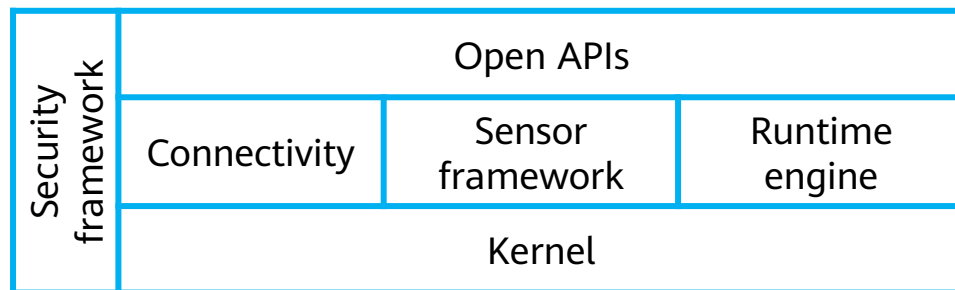 Security
framework
Open APIs
Connectivity
Sensor
framework
Runtime
engine
Kernel